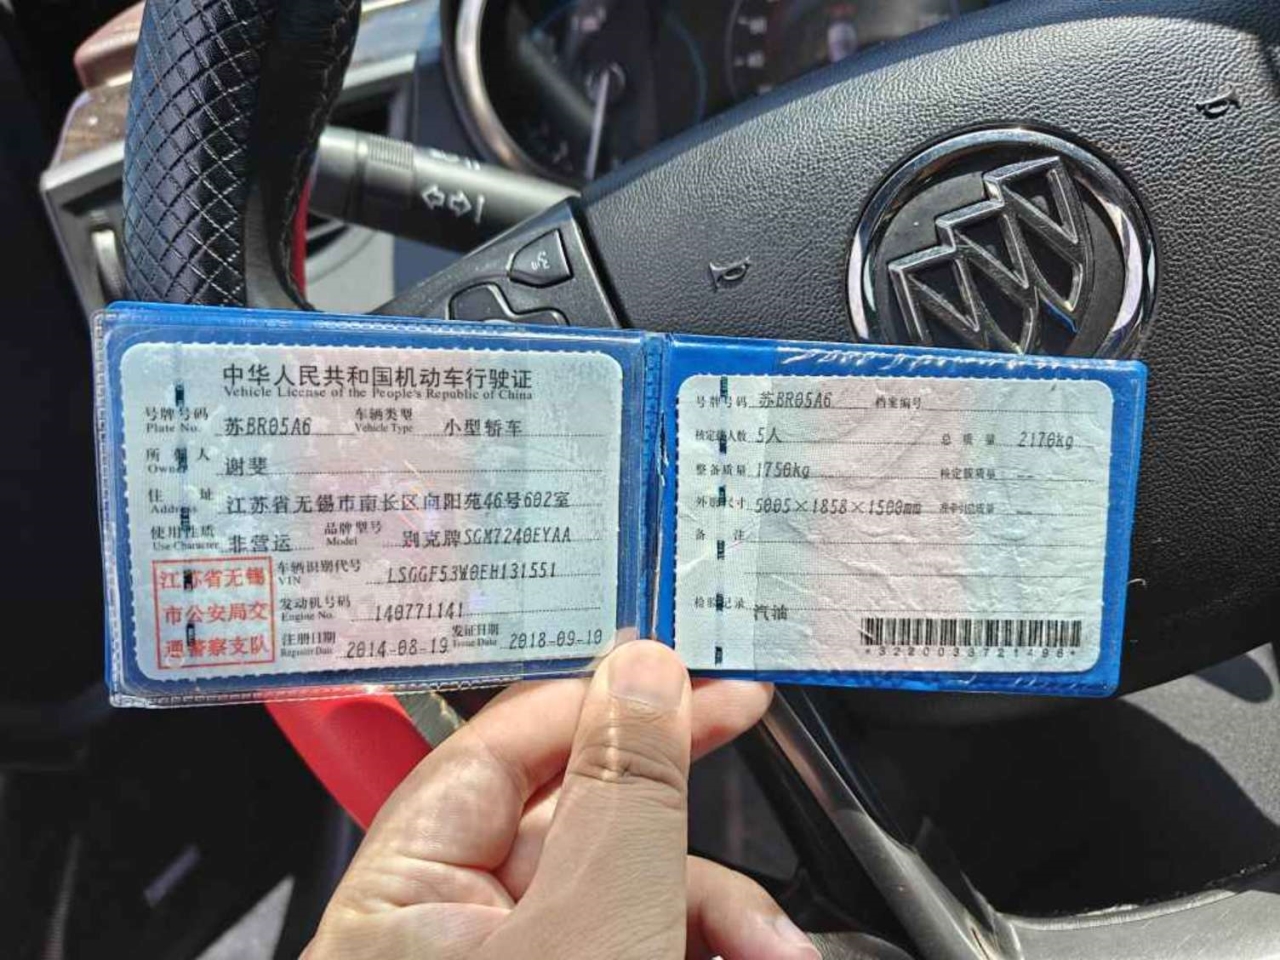 中华人民共和国机动车行驶证
Vehicle License of the People's Republic of China
号牌号码 苏BR05A6 车辆类型 小型轿车
Plate No. Vehicle Type
所有人 谢斐
Owner
住址 江苏省无锡市南长区向阳苑46号602室
Address
使用性质 非营运 品牌型号 别克牌SGM7240EYAA
Use Character Model
江苏省无锡
市公安局交
通警察支队
车辆识别代号 LSGGF53W0EH131551
VIN
发动机号码 140771141
Engine No.
注册日期 2014-08-19 发证日期 2018-09-10
Register Date Issue Date
号牌号码 苏BR05A6 档案编号
核定载人数 5人 总质量 2170kg
整备质量 1750kg 核定载质量 --
外廓尺寸 5005×1858×1500mm 准牵引总质量 --
备注
检验记录 汽油